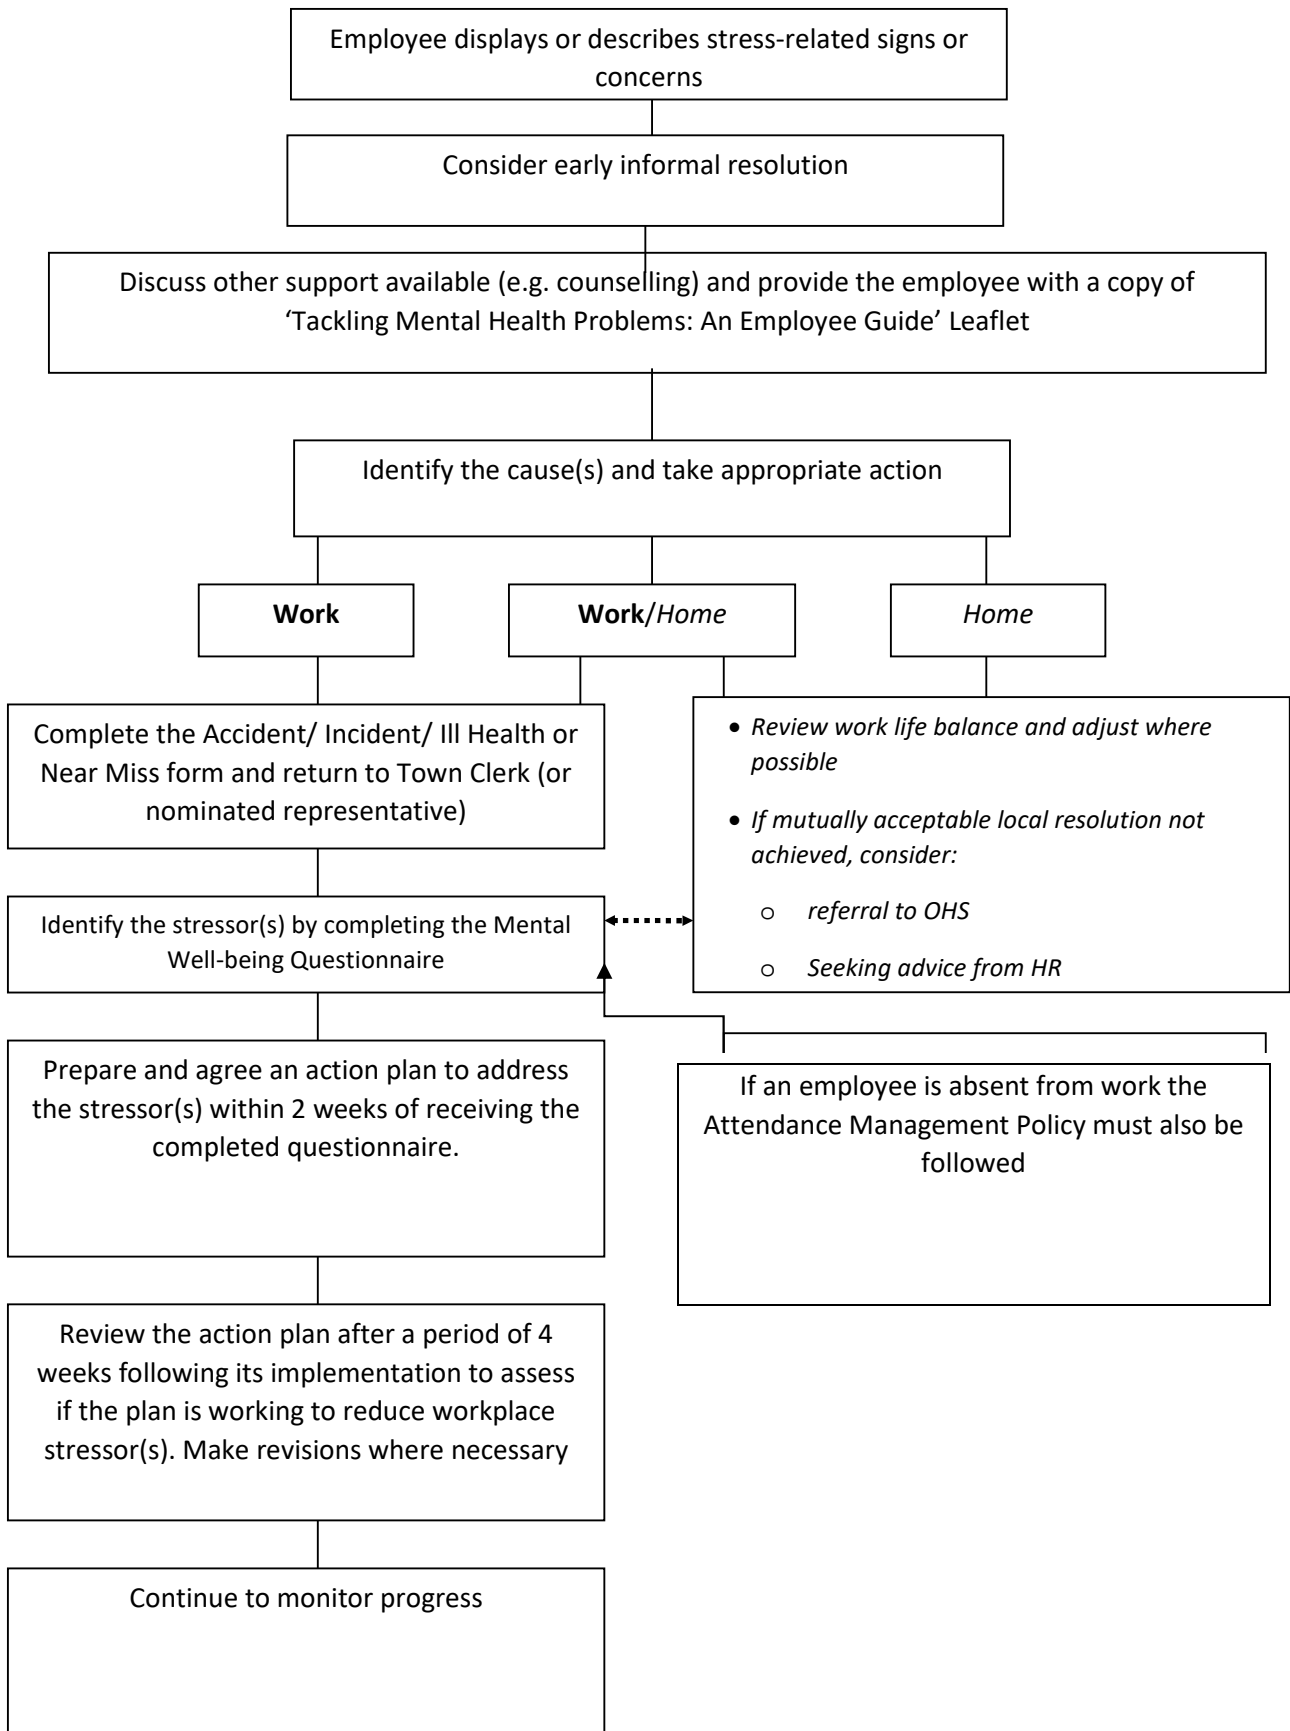 Employee displays or describes stress-related signs or
concerns
Consider early informal resolution
Discuss other support available (e.g. counselling) and provide the employee with a copy of
‘Tackling Mental Health Problems: An Employee Guide’ Leaflet
Identify the cause(s) and take appropriate action
Work
Work/Home
Home
Complete the Accident/ Incident/ Ill Health or
Near Miss form and return to Town Clerk (or
nominated representative)
• Review work life balance and adjust where
possible
• If mutually acceptable local resolution not
achieved, consider:
o referral to OHS
o Seeking advice from HR
Identify the stressor(s) by completing the Mental
Well-being Questionnaire
Prepare and agree an action plan to address
the stressor(s) within 2 weeks of receiving the
completed questionnaire.
If an employee is absent from work the
Attendance Management Policy must also be
followed
Review the action plan after a period of 4
weeks following its implementation to assess
if the plan is working to reduce workplace
stressor(s). Make revisions where necessary
Continue to monitor progress